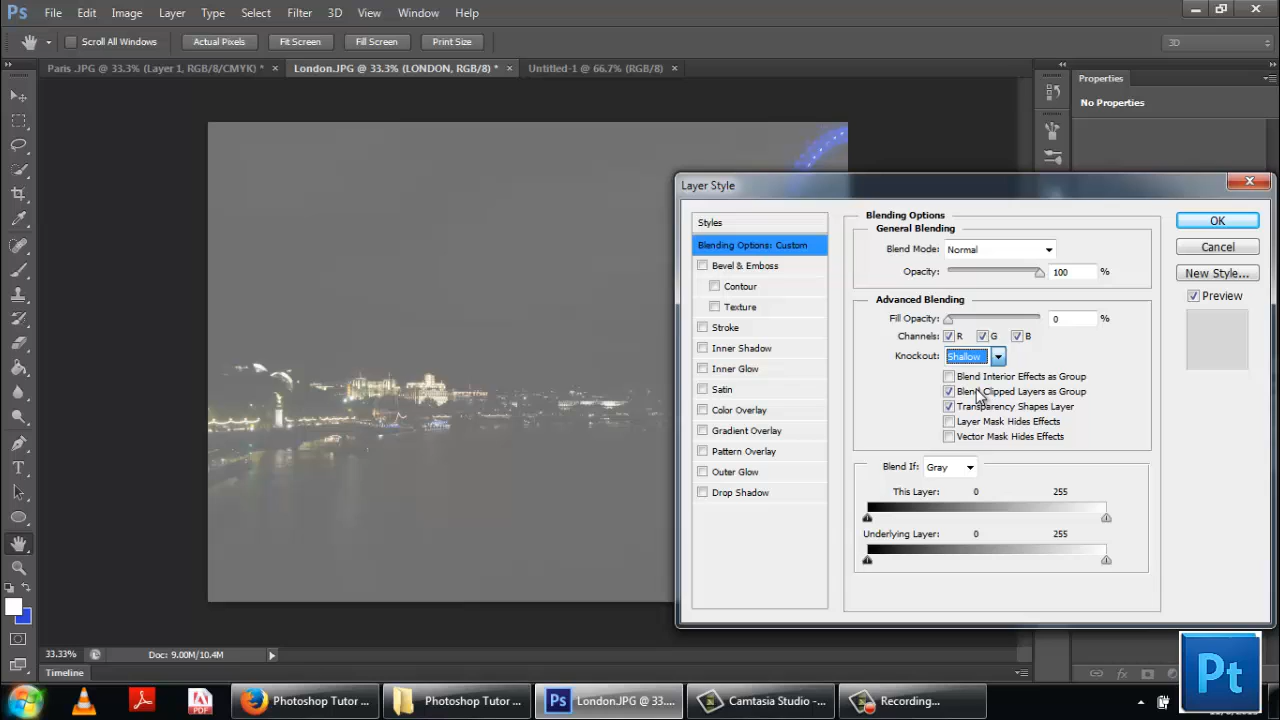 Ps File Edit Image Layer Type Select Filter 3D View Window Help
Scroll All Windows Actual Pixels Fit Screen Fill Screen Print Size 3D
Paris .JPG @ 33.3% (Layer 1, RGB/8/CMYK) * × London.JPG @ 33.3% (LONDON, RGB/8) * × Untitled-1 @ 66.7% (RGB/8) ×
Properties
No Properties
Layer Style
Styles
Blending Options: Custom
Bevel & Emboss
Contour
Texture
Stroke
Inner Shadow
Inner Glow
Satin
Color Overlay
Gradient Overlay
Pattern Overlay
Outer Glow
Drop Shadow
Blending Options
General Blending
Blend Mode: Normal
Opacity: 100 %
Advanced Blending
Fill Opacity: 0 %
Channels: R G B
Knockout: Shallow
Blend Interior Effects as Group
Blend Clipped Layers as Group
Transparency Shapes Layer
Layer Mask Hides Effects
Vector Mask Hides Effects
Blend If: Gray
This Layer: 0 255
Underlying Layer: 0 255
OK
Cancel
New Style...
Preview
33.33% Doc: 9.00M/10.4M
Timeline
Photoshop Tutor ... Photoshop Tutor ... Ps London.JPG @ 33.... Camtasia Studio -... Recording...
Pt